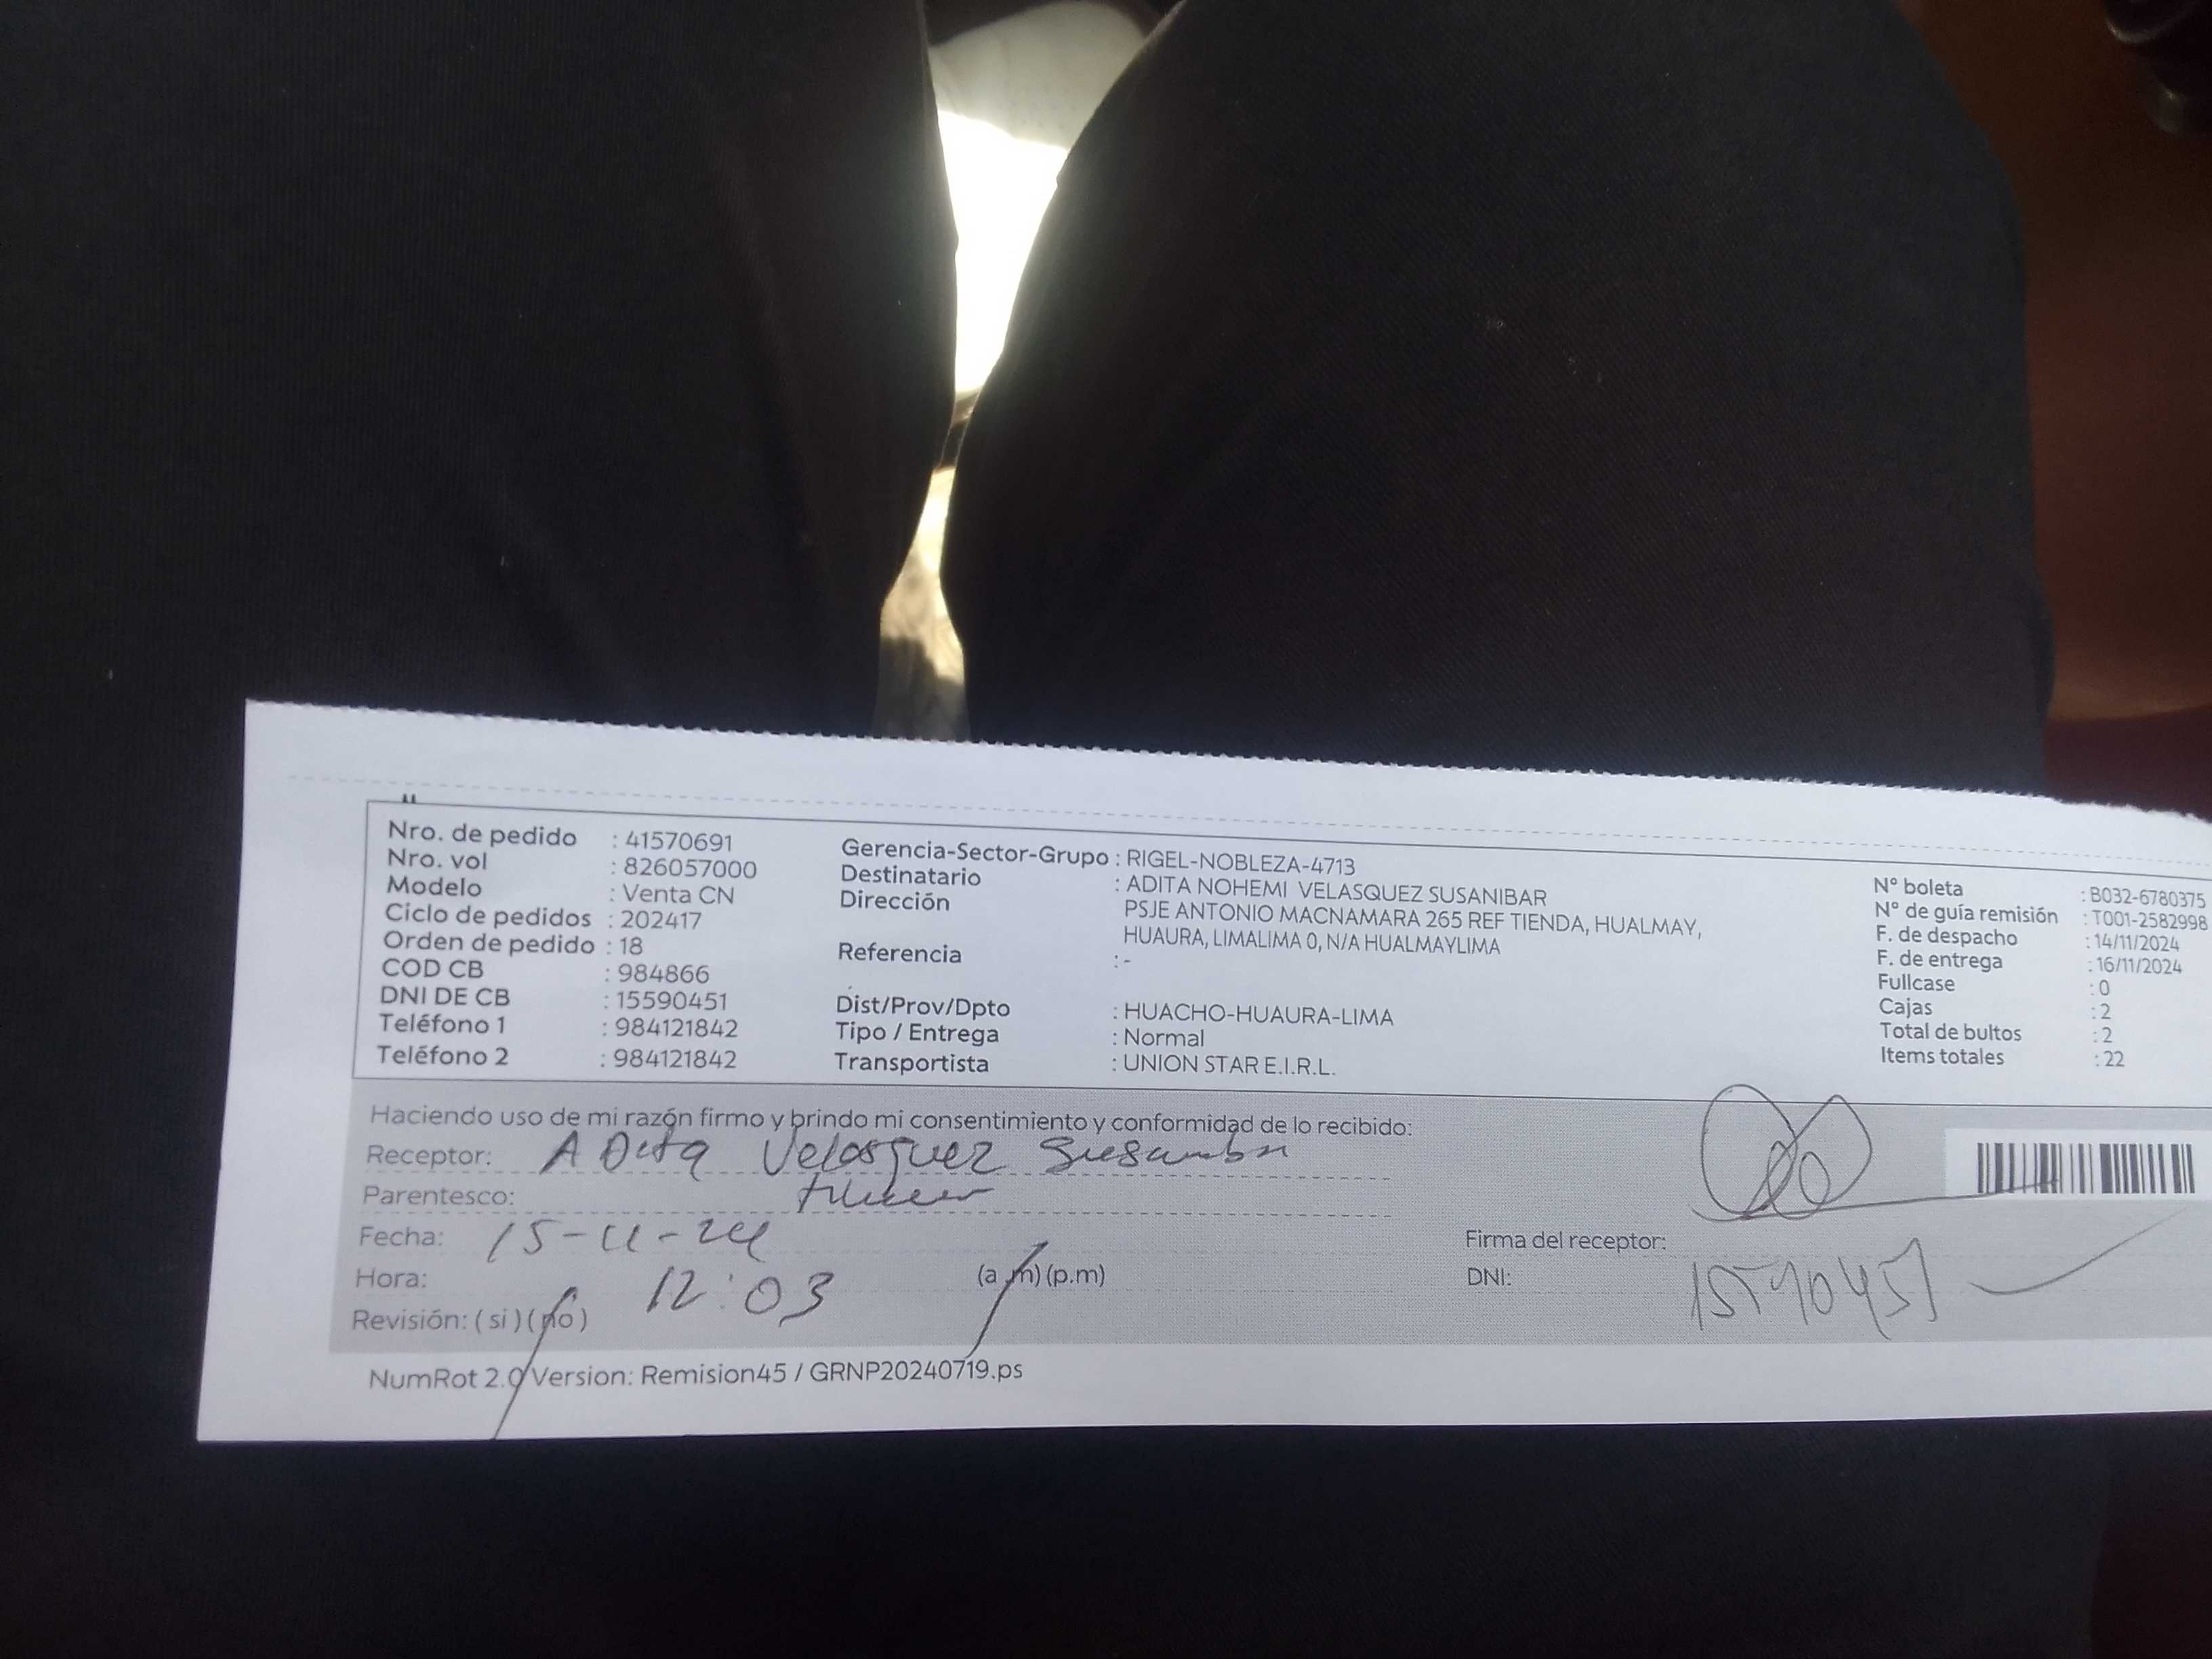 Nro. de pedido : 41570691
Nro. vol : 826057000
Modelo : Venta CN
Ciclo de pedidos : 202417
Orden de pedido : 18
COD CB : 984866
DNI DE CB : 15590451
Teléfono 1 : 984121842
Teléfono 2 : 984121842
Gerencia-Sector-Grupo : RIGEL-NOBLEZA-4713
Destinatario : ADITA NOHEMI VELASQUEZ SUSANIBAR
Dirección PSJE ANTONIO MACNAMARA 265 REF TIENDA, HUALMAY,
HUAURA, LIMALIMA 0, N/A HUALMAYLIMA
Referencia : -
Dist/Prov/Dpto : HUACHO-HUAURA-LIMA
Tipo / Entrega : Normal
Transportista : UNION STAR E.I.R.L.
N° boleta : B032-6780375
N° de guía remisión : T001-2582998
F. de despacho : 14/11/2024
F. de entrega : 16/11/2024
Fullcase : 0
Cajas : 2
Total de bultos : 2
Items totales : 22
Haciendo uso de mi razón firmo y brindo mi consentimiento y conformidad de lo recibido:
Receptor: ADita Velasquez
Parentesco:
Fecha: 15-11-24
Hora: 12:03 (a.m) (p.m)
Revisión: ( si ) ( no )
Firma del receptor:
DNI: 15590451
NumRot 2.0 Version: Remision45 / GRNP20240719.ps